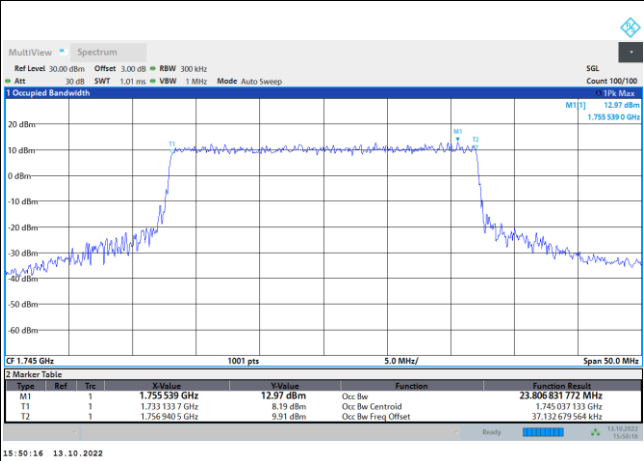 MultiView Spectrum
Ref Level 30.00 dBm Offset 3.00 dB RBW 300 kHz SGL
Att 30 dB SWT 1.01 ms VBW 1 MHz Mode Auto Sweep Count 100/100
1 Occupied Bandwidth 1Pk Max
M1[1] 12.97 dBm
1.755 539 0 GHz
20 dBm
M1
T1 T2
10 dBm
0 dBm
-10 dBm
-20 dBm
-30 dBm
-40 dBm
-50 dBm
-60 dBm
CF 1.745 GHz 1001 pts 5.0 MHz/ Span 50.0 MHz
2 Marker Table
Type Ref Trc X-Value Y-Value Function Function Result
M1 1 1.755 539 GHz 12.97 dBm Occ Bw 23.806 831 772 MHz
T1 1 1.733 133 7 GHz 8.19 dBm Occ Bw Centroid 1.745 037 133 GHz
T2 1 1.756 940 5 GHz 9.91 dBm Occ Bw Freq Offset 37.132 679 564 kHz
Ready 13.10.2022
15:50:16
15:50:16 13.10.2022